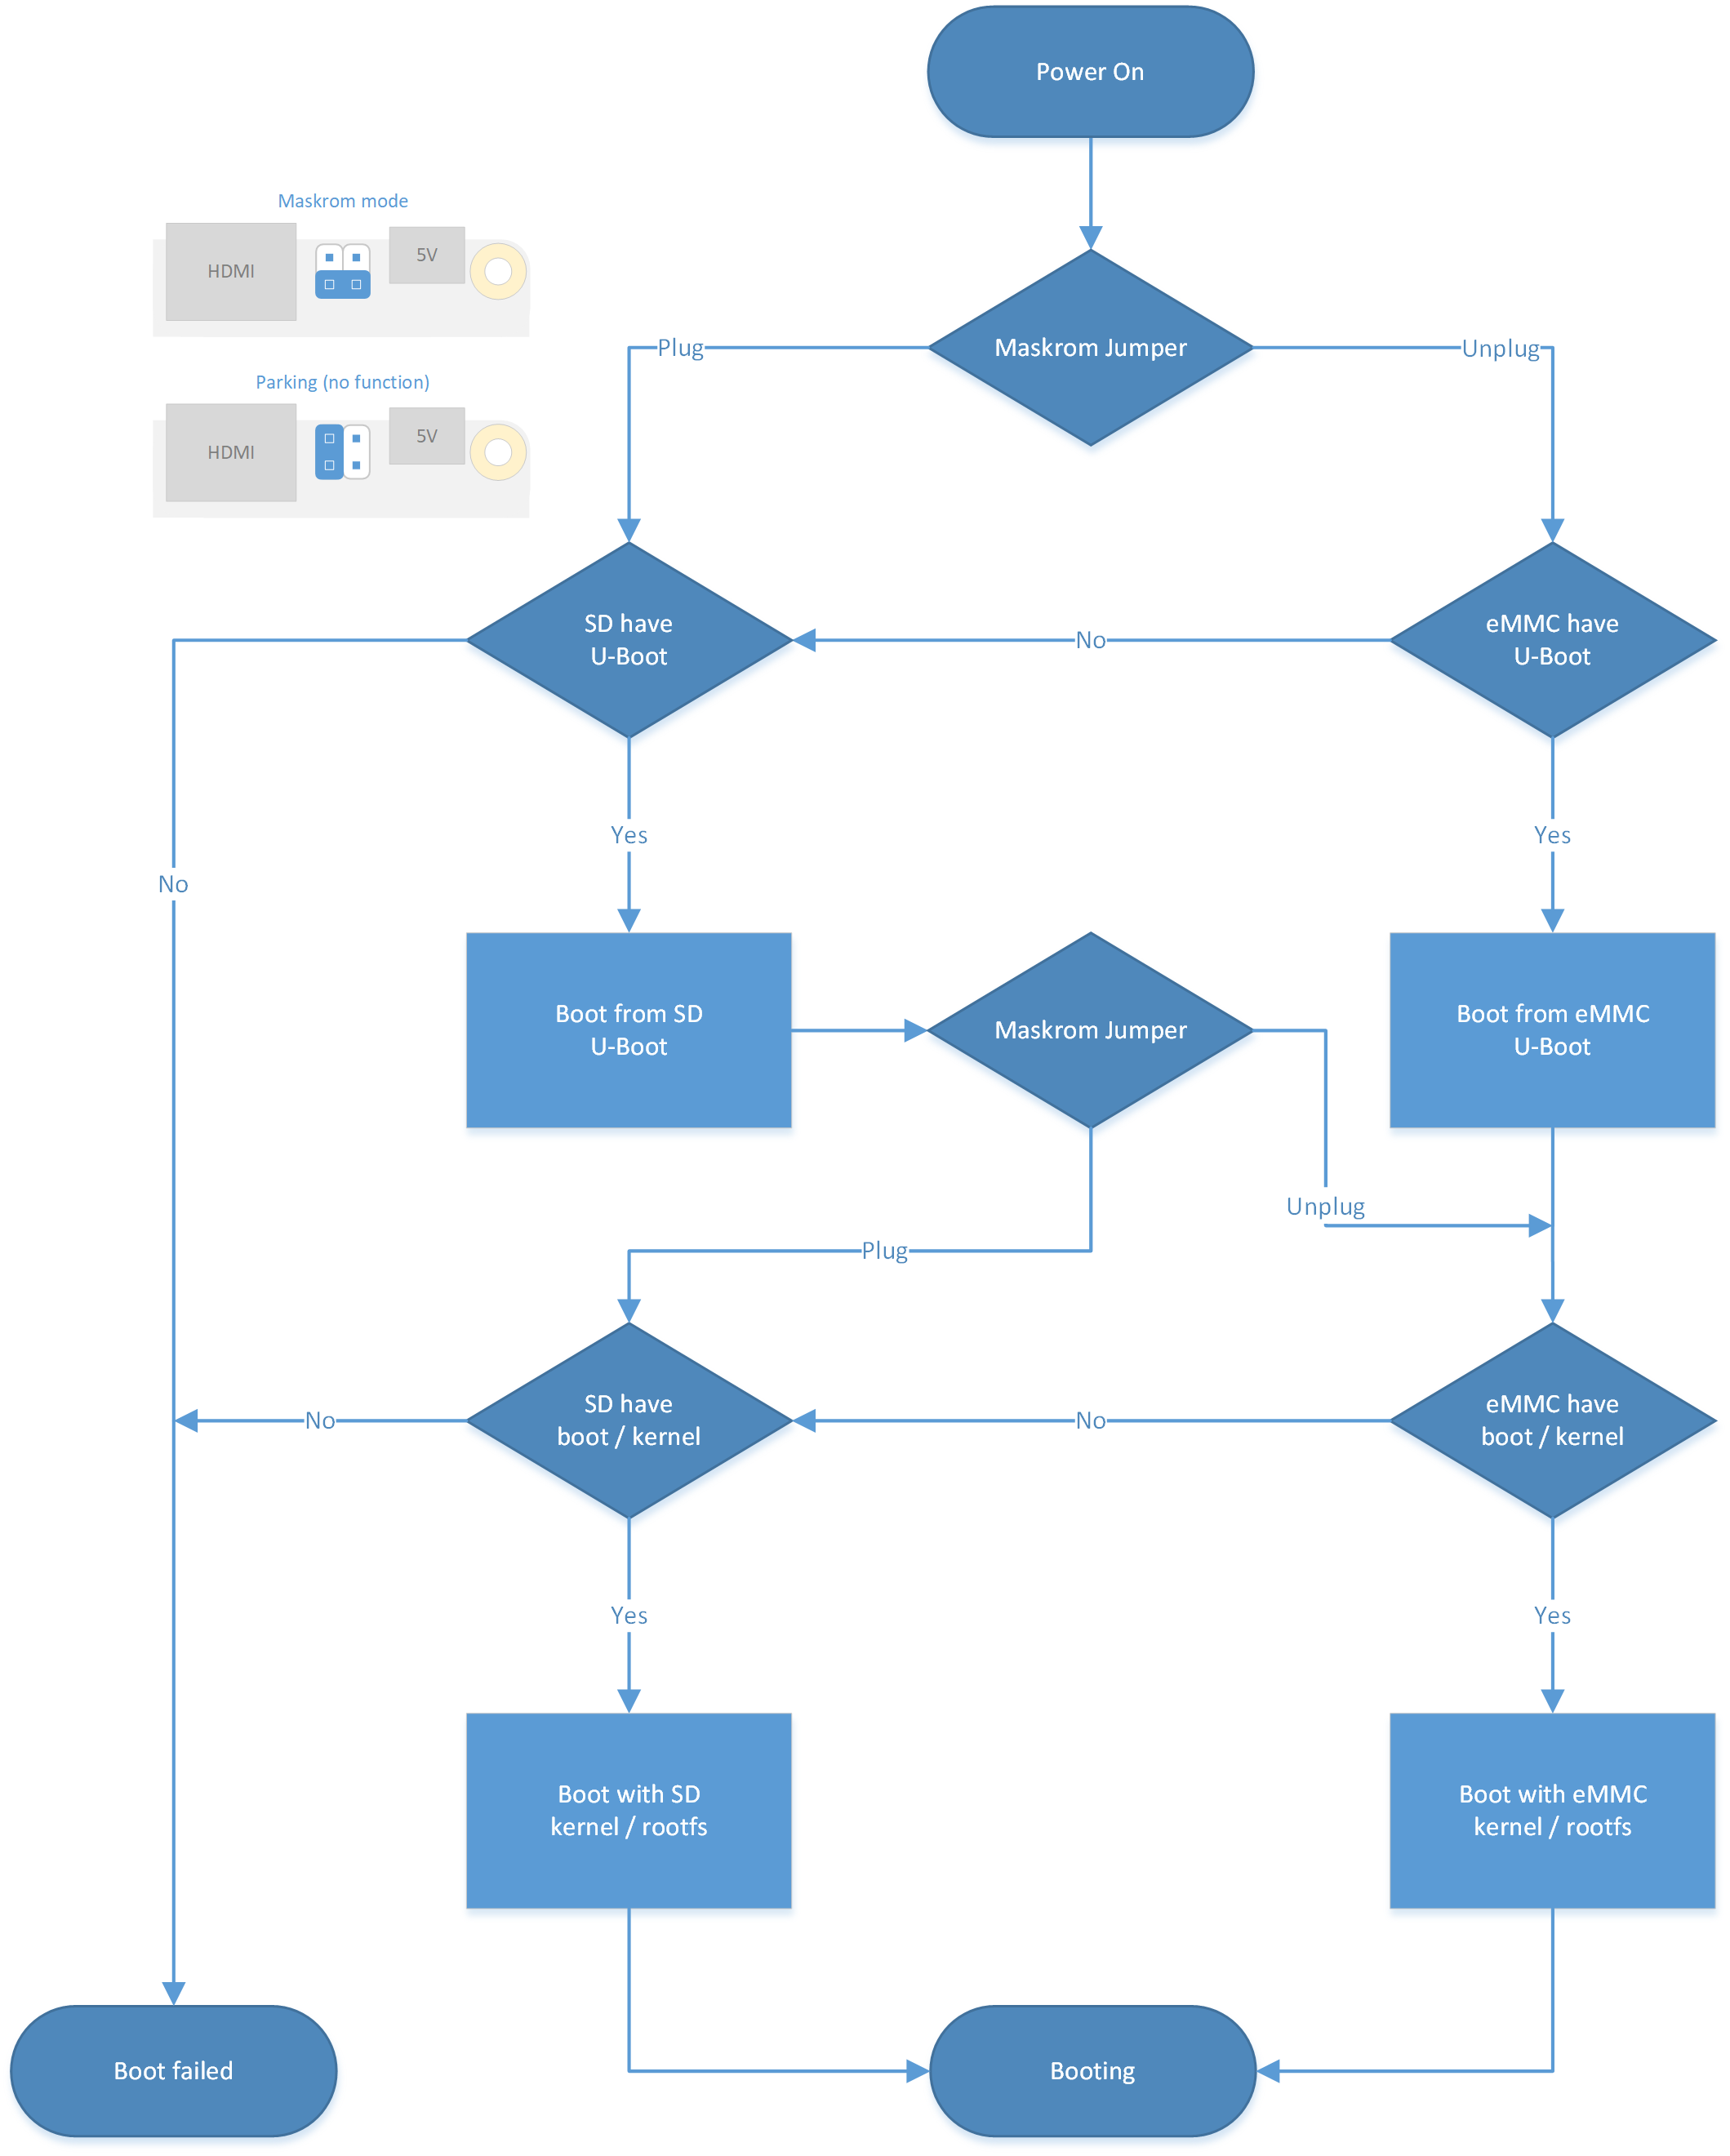 Power On
Maskrom mode
HDMI
5V
Maskrom Jumper
Plug
Unplug
Parking (no function)
HDMI
5V
SD have
U-Boot
No
eMMC have
U-Boot
Yes
Yes
No
Boot from SD
U-Boot
Maskrom Jumper
Boot from eMMC
U-Boot
Unplug
Plug
No
SD have
boot / kernel
No
eMMC have
boot / kernel
Yes
Yes
Boot with SD
kernel / rootfs
Boot with eMMC
kernel / rootfs
Boot failed
Booting